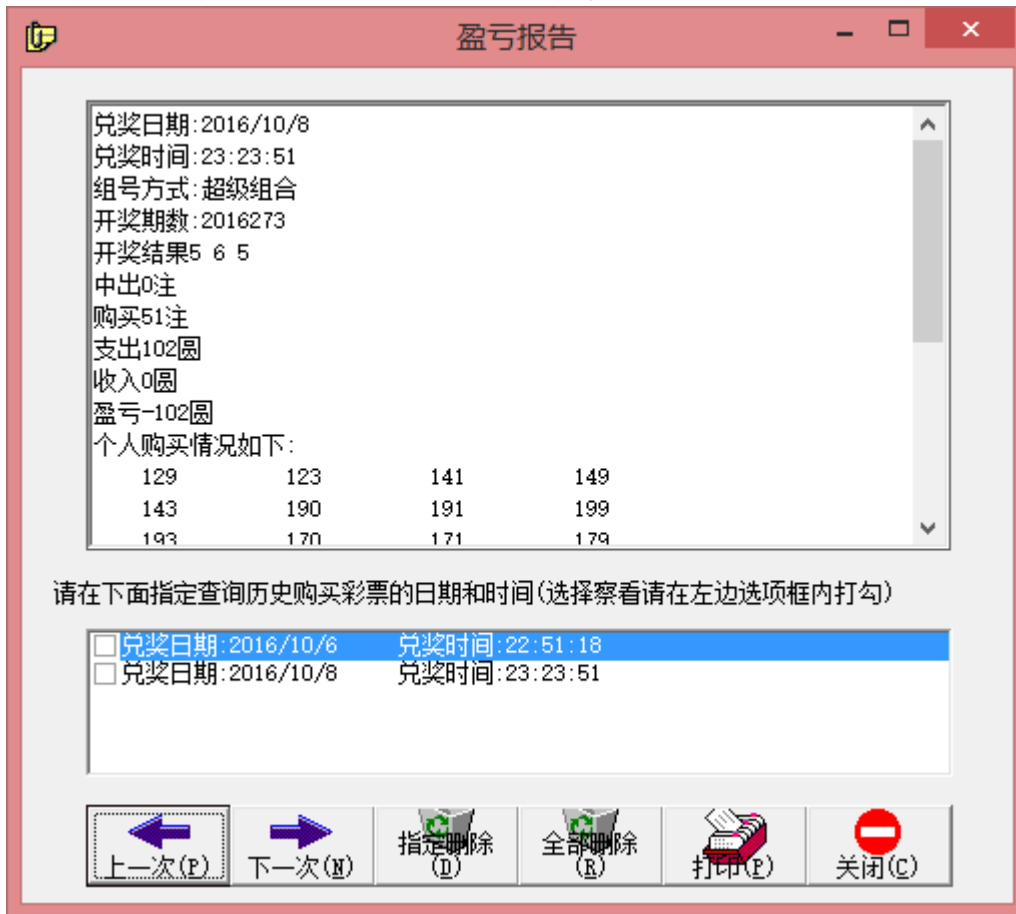 盈亏报告
兑奖日期:2016/10/8
兑奖时间:23:23:51
组号方式:超级组合
开奖期数:2016273
开奖结果5 6 5
中出0注
购买51注
支出102圆
收入0圆
盈亏-102圆
个人购买情况如下:
129 123 141 149
143 190 191 199
193 170 171 179
请在下面指定查询历史购买彩票的日期和时间(选择察看请在左边选项框内打勾)
兑奖日期:2016/10/6 兑奖时间:22:51:18
兑奖日期:2016/10/8 兑奖时间:23:23:51
上一次(P) 下一次(N) 指定删除(D) 全部删除(R) 打印(P) 关闭(C)